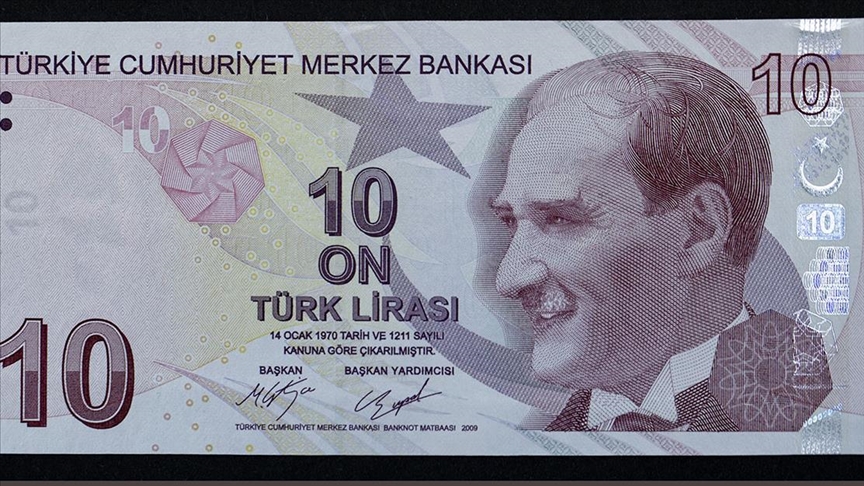 TÜRKİYE CUMHURİYET MERKEZ BANKASI
10
10
10
10
ON
TÜRK LİRASI
14 OCAK 1970 TARİH VE 1211 SAYILI
KANUNA GÖRE ÇIKARILMIŞTIR.
BAŞKAN BAŞKAN YARDIMCISI
10
10
TÜRKİYE CUMHURİYET MERKEZ BANKASI BANKNOT MATBAASI 2009